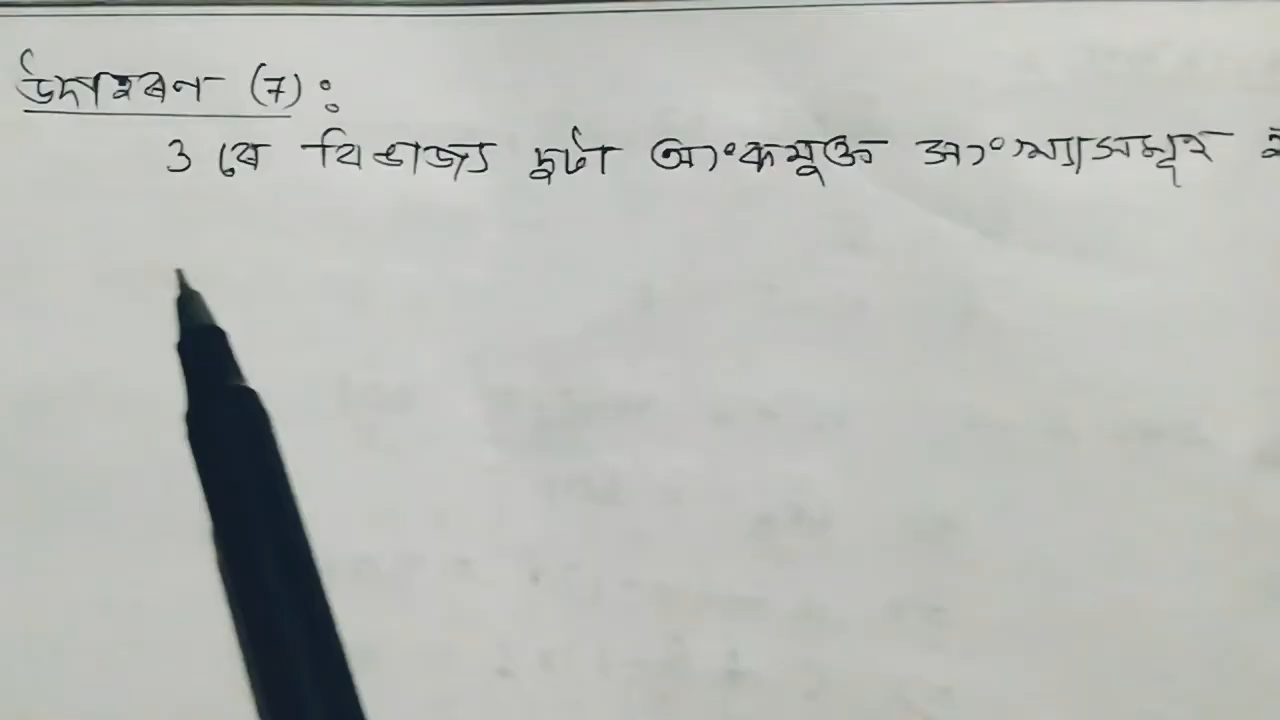 উদাহৰণ (7) :
3 ৰে বিভাজ্য দুটা অংকযুক্ত সংখ্যাসমূহ